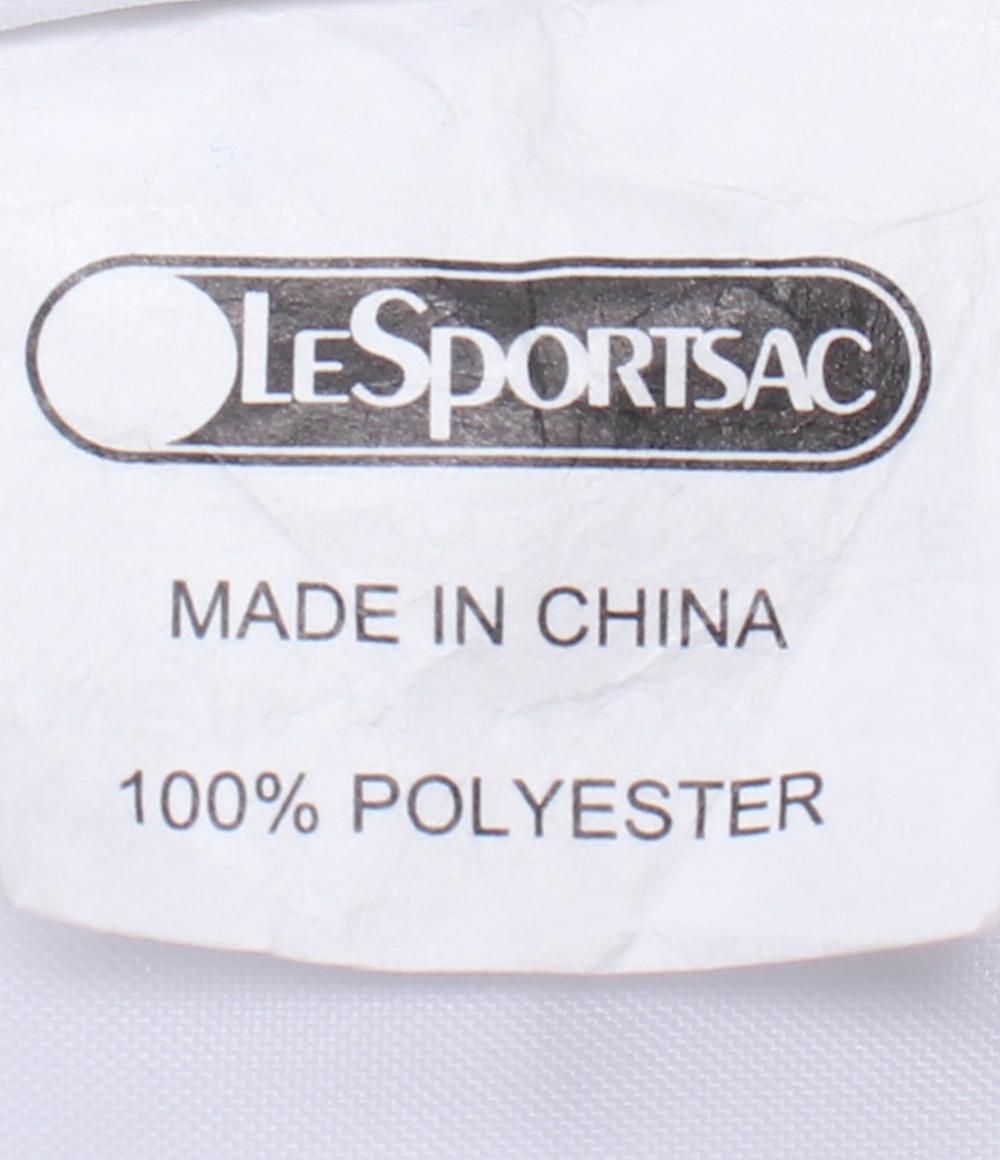 LESPORTSAC
MADE IN CHINA
100% POLYESTER